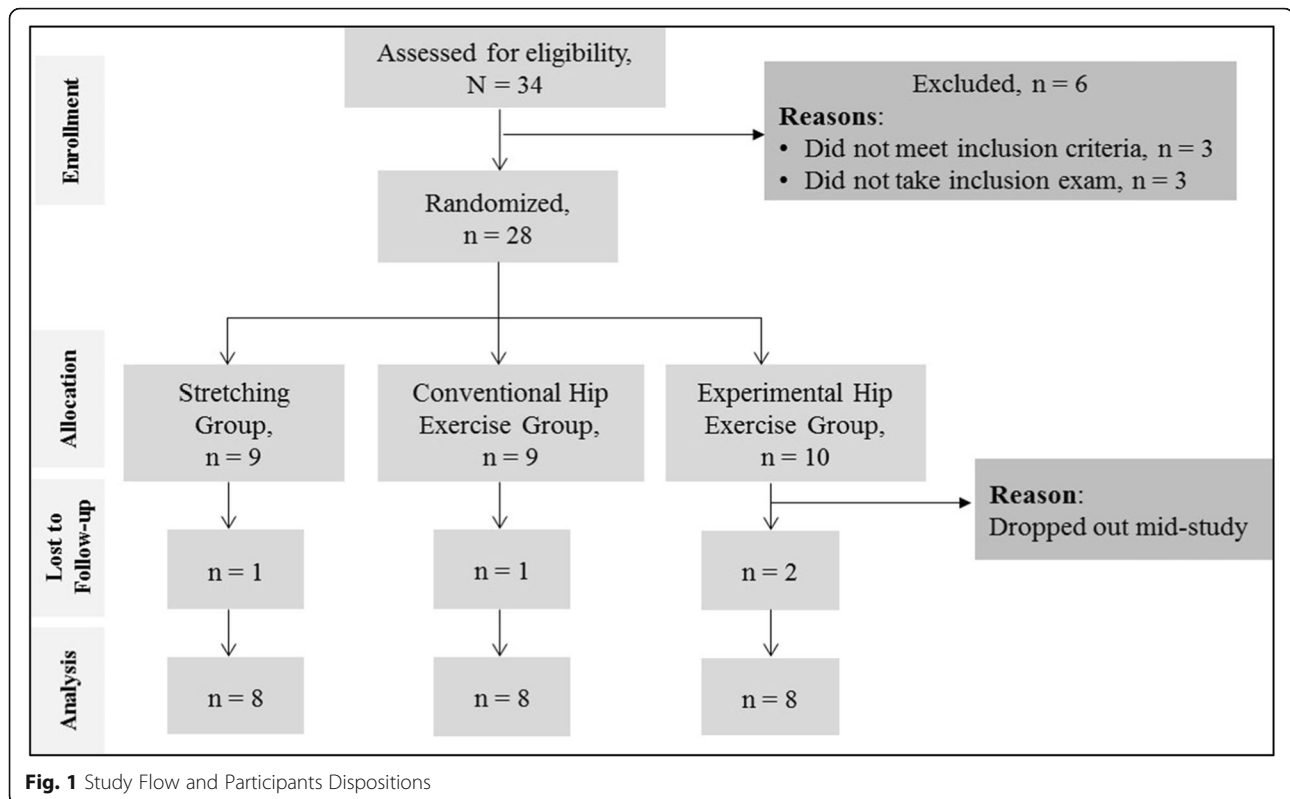 Enrollment
Assessed for eligibility,
N = 34
Excluded, n = 6
Reasons:
• Did not meet inclusion criteria, n = 3
• Did not take inclusion exam, n = 3
Randomized,
n = 28
Allocation
Stretching
Group,
n = 9
Conventional Hip
Exercise Group,
n = 9
Experimental Hip
Exercise Group,
n = 10
Reason:
Dropped out mid-study
Lost to
Follow-up
n = 1
n = 1
n = 2
Analysis
n = 8
n = 8
n = 8
Fig. 1 Study Flow and Participants Dispositions